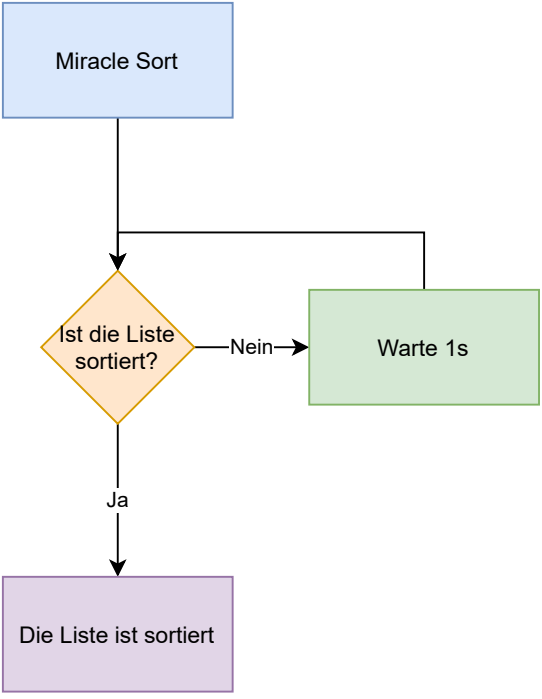 Miracle Sort
Ist die Liste
sortiert?
Nein
Warte 1s
Ja
Die Liste ist sortiert